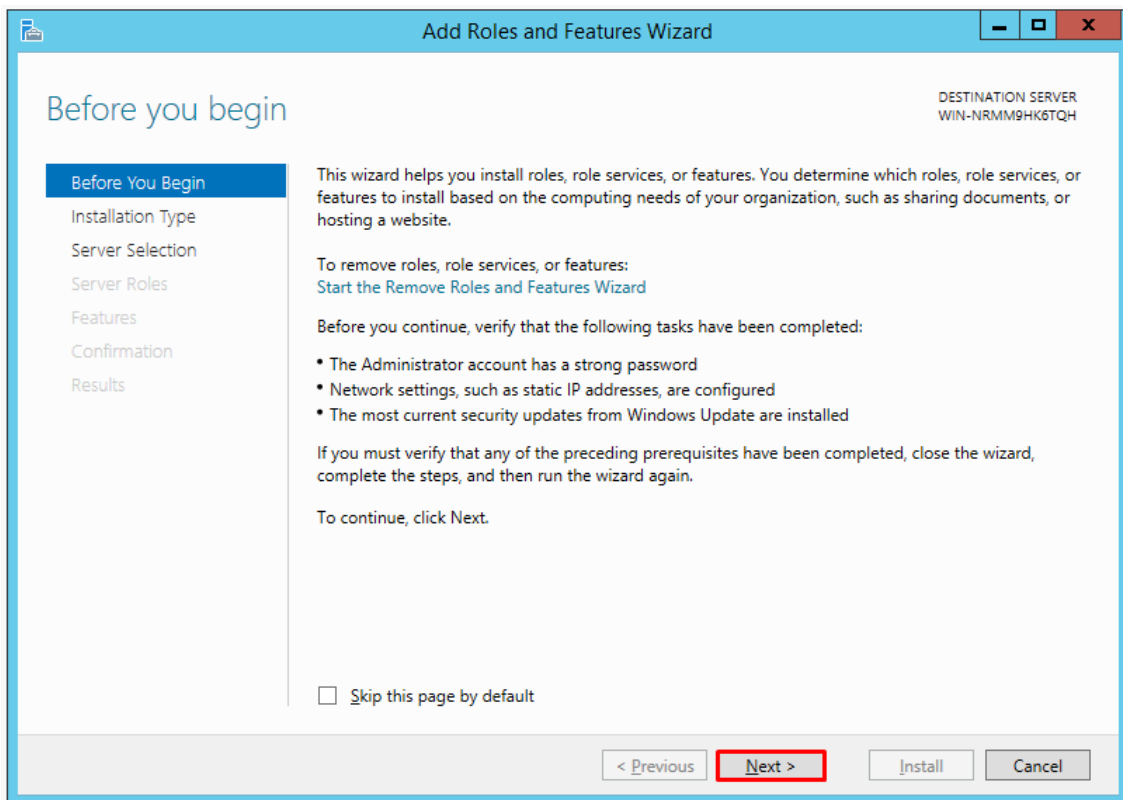 Add Roles and Features Wizard
Before you begin
DESTINATION SERVER
WIN-NRMM9HK6TQH
Before You Begin
Installation Type
Server Selection
Server Roles
Features
Confirmation
Results
This wizard helps you install roles, role services, or features. You determine which roles, role services, or
features to install based on the computing needs of your organization, such as sharing documents, or
hosting a website.
To remove roles, role services, or features:
Start the Remove Roles and Features Wizard
Before you continue, verify that the following tasks have been completed:
• The Administrator account has a strong password
• Network settings, such as static IP addresses, are configured
• The most current security updates from Windows Update are installed
If you must verify that any of the preceding prerequisites have been completed, close the wizard,
complete the steps, and then run the wizard again.
To continue, click Next.
Skip this page by default
< Previous
Next >
Install
Cancel